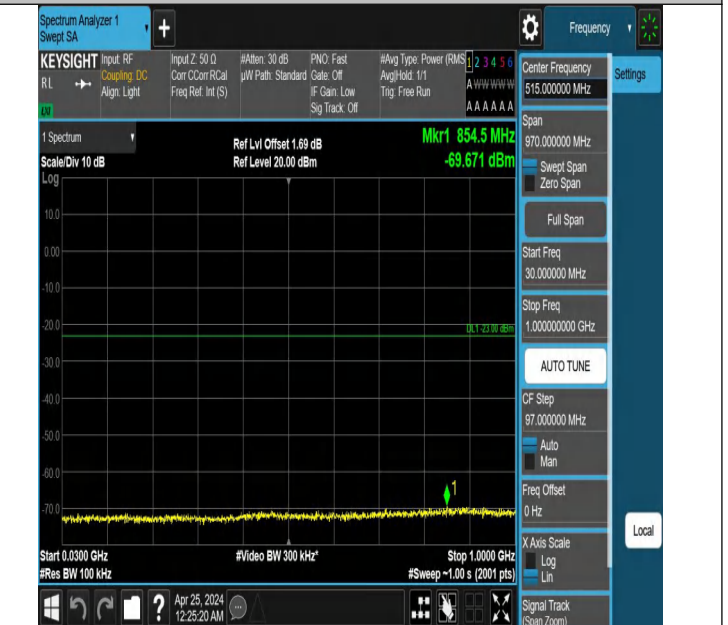 Spectrum Analyzer 1
Swept SA
+
Frequency
KEYSIGHT
RL
Input: RF
Coupling: DC
Align: Light
Input Z: 50 Ω
Corr CCorr RCal
Freq Ref: Int (S)
#Atten: 30 dB
µW Path: Standard
PNO: Fast
Gate: Off
IF Gain: Low
Sig Track: Off
#Avg Type: Power (RMS
Avg|Hold: 1/1
Trig: Free Run
1 2 3 4 5 6
A W W W W W
A A A A A A
1 Spectrum
Scale/Div 10 dB
Ref Lvl Offset 1.69 dB
Ref Level 20.00 dBm
Mkr1 854.5 MHz
-69.671 dBm
Log
10.0
0.00
-10.0
-20.0
DL1 -23.00 dBm
-30.0
-40.0
-50.0
-60.0
-70.0
1
Start 0.0300 GHz
#Res BW 100 kHz
#Video BW 300 kHz*
Stop 1.0000 GHz
#Sweep ~1.00 s (2001 pts)
Apr 25, 2024
12:25:20 AM
?
Center Frequency
515.000000 MHz
Settings
Span
970.000000 MHz
Swept Span
Zero Span
Full Span
Start Freq
30.000000 MHz
Stop Freq
1.000000000 GHz
AUTO TUNE
CF Step
97.000000 MHz
Auto
Man
Freq Offset
0 Hz
Local
X Axis Scale
Log
Lin
Signal Track
(Span Zoom)